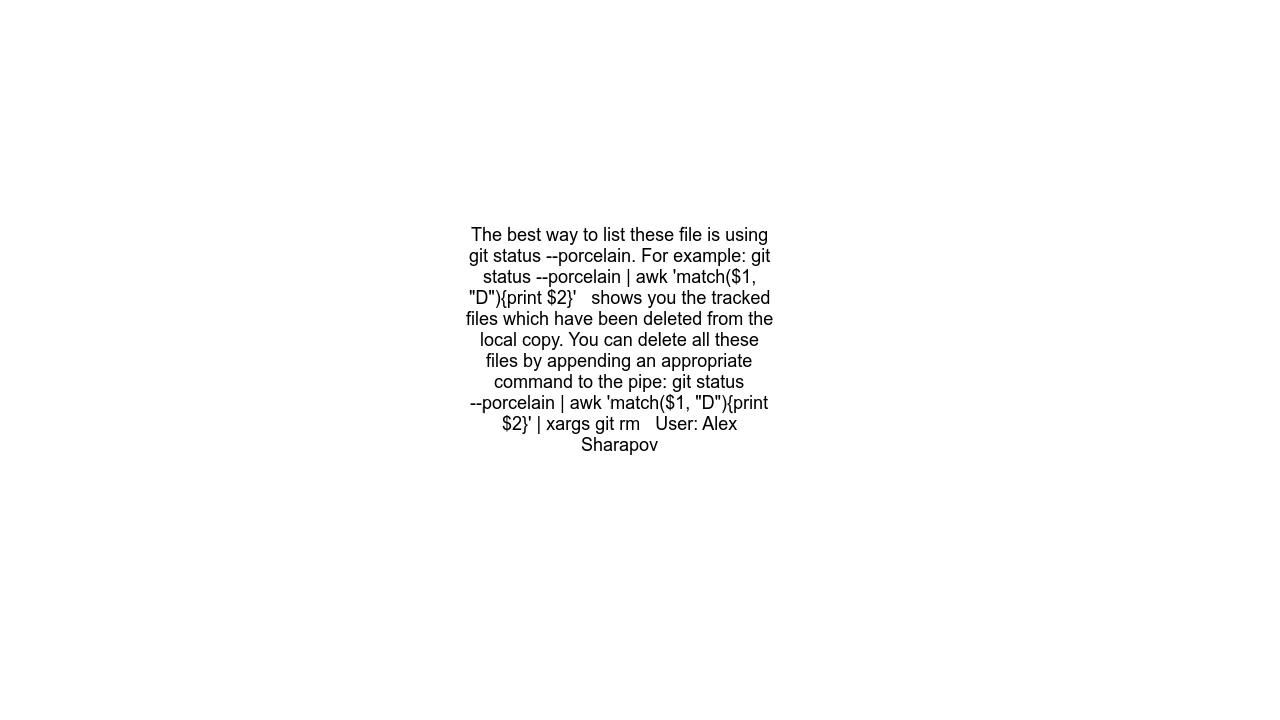 The best way to list these file is using
git status --porcelain. For example: git
status --porcelain | awk 'match($1,
"D"){print $2}'   shows you the tracked
files which have been deleted from the
local copy. You can delete all these
files by appending an appropriate
command to the pipe: git status
--porcelain | awk 'match($1, "D"){print
$2}' | xargs git rm   User: Alex
Sharapov